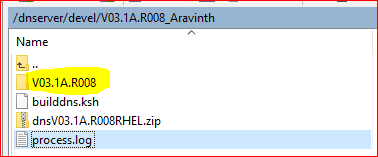 /dnserver/devel/V03.1A.R008_Aravinth
Name
..
V03.1A.R008
builddns.ksh
dnsV03.1A.R008RHEL.zip
process.log